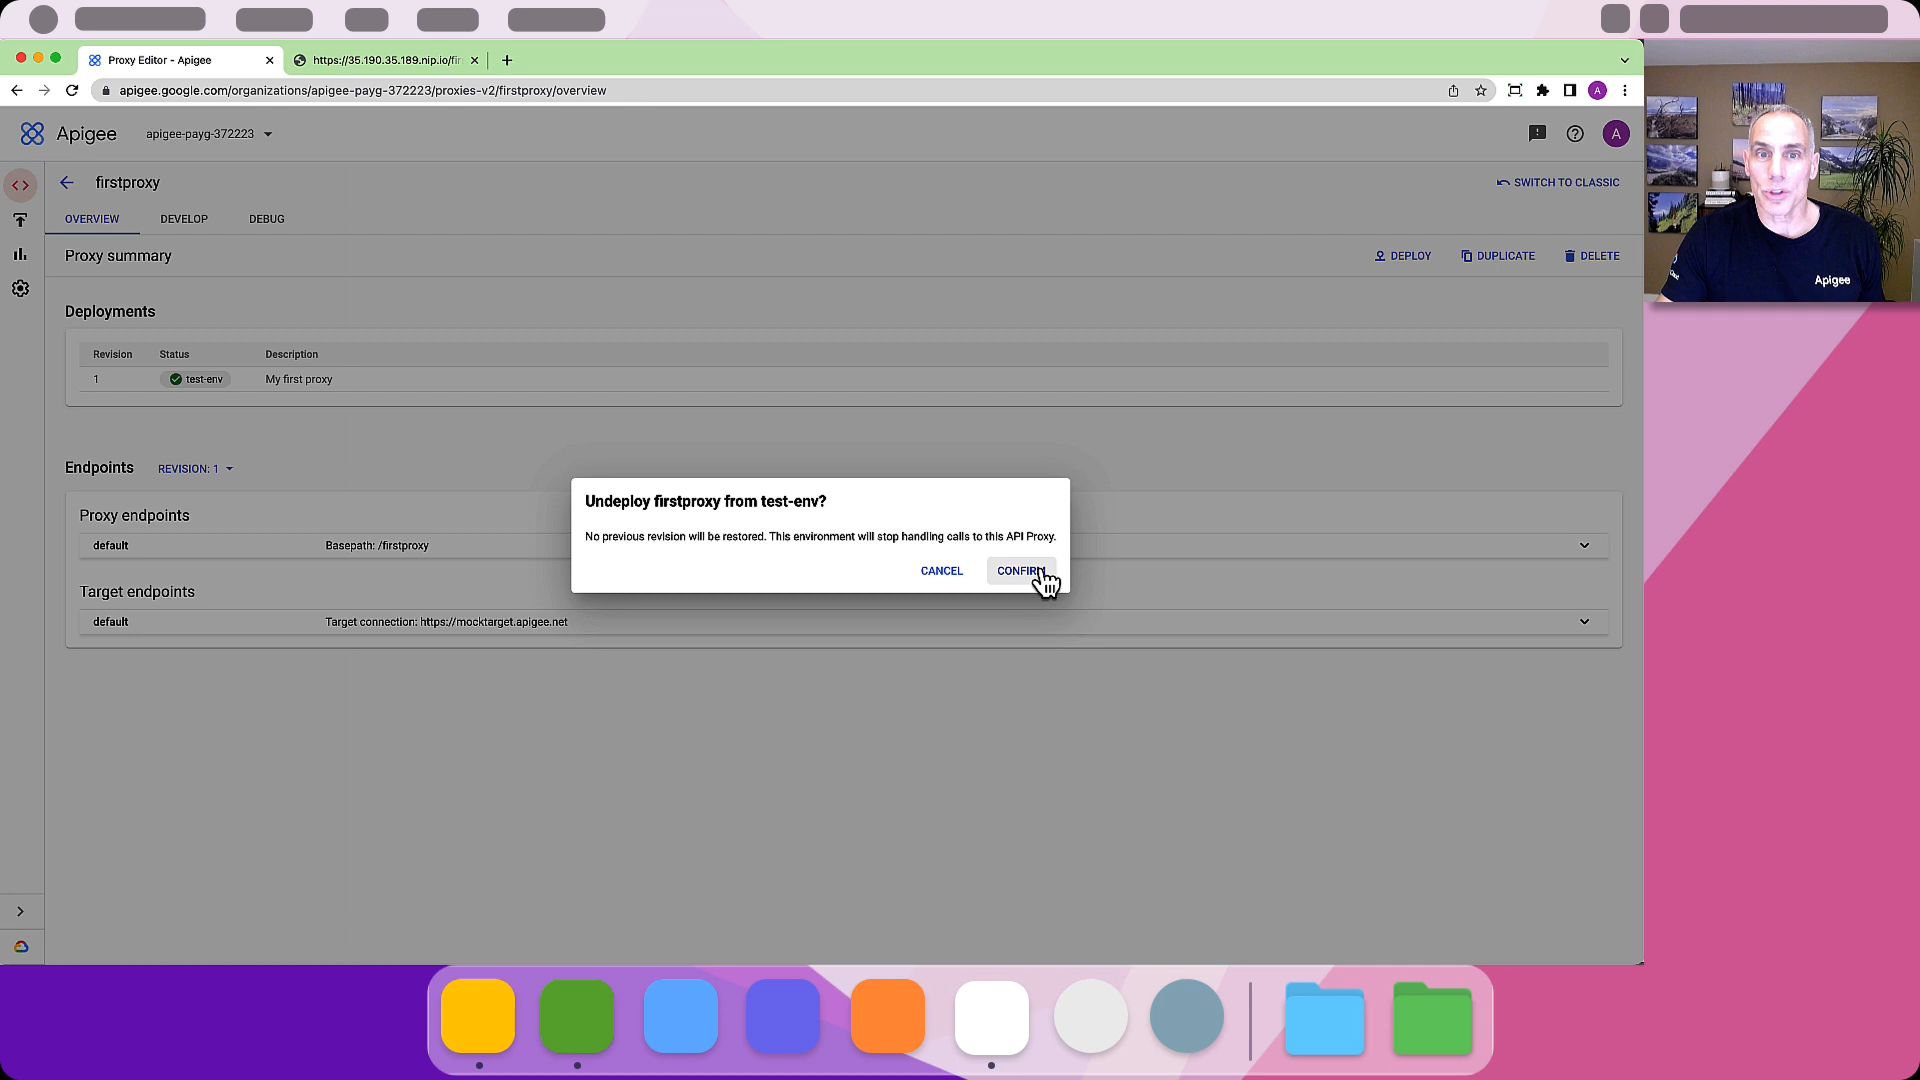 Proxy Editor - Apigee
https://35.190.35.189.nip.io/fir
apigee.google.com/organizations/apigee-payg-372223/proxies-v2/firstproxy/overview
A
Apigee
apigee-payg-372223
A
firstproxy
SWITCH TO CLASSIC
OVERVIEW
DEVELOP
DEBUG
Proxy summary
DEPLOY
DUPLICATE
DELETE
Apigee
Deployments
Revision
Status
Description
1
test-env
My first proxy
Endpoints
REVISION: 1
Undeploy firstproxy from test-env?
No previous revision will be restored. This environment will stop handling calls to this API Proxy.
CANCEL
CONFIRM
Proxy endpoints
default
Basepath: /firstproxy
Target endpoints
default
Target connection: https://mocktarget.apigee.net